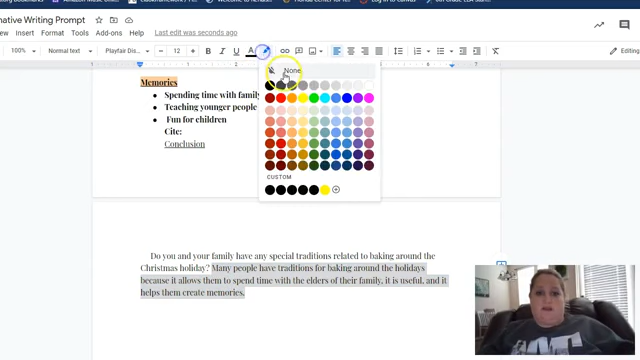 native Writing Prompt
Format Tools Add-ons Help Last edit was seconds ago
100% Normal text Playfair Dis... 12 B I U A Editing
None
CUSTOM
Memories
Spending time with family
Teaching younger people
Fun for children
Cite:
Conclusion
Do you and your family have any special traditions related to baking around the
Christmas holiday? Many people have traditions for baking around the holidays
because it allows them to spend time with the elders of their family, it is useful, and it
helps them create memories.